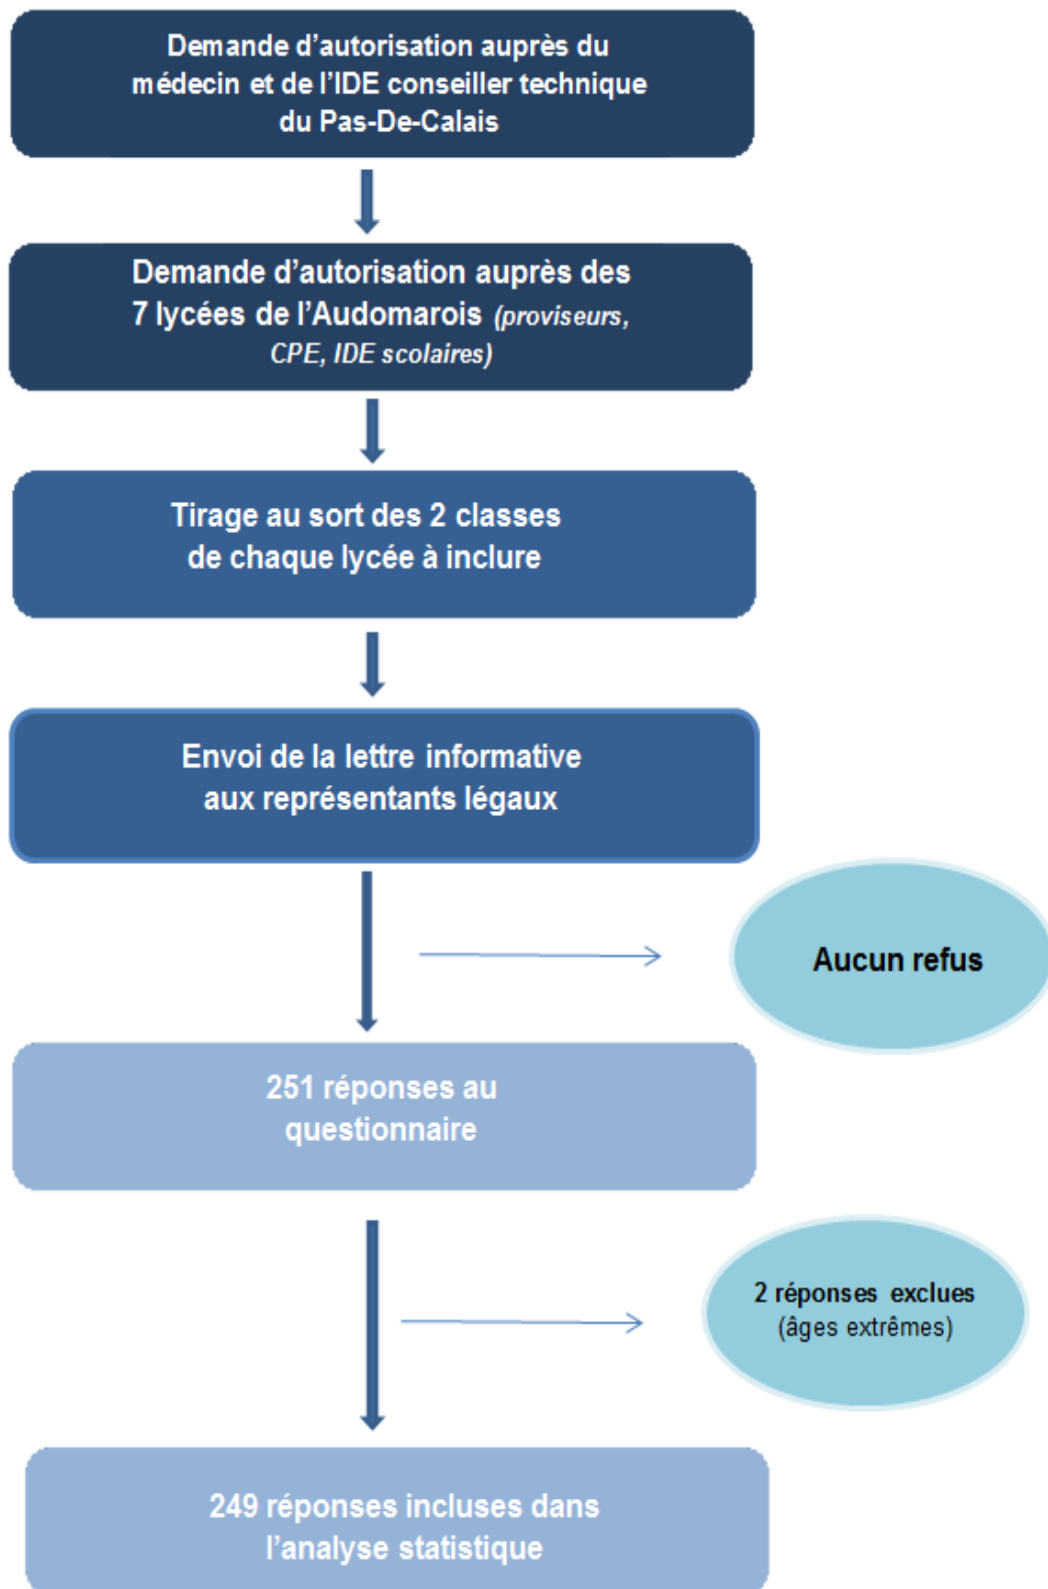 Demande d'autorisation auprès du
médecin et de l'IDE conseiller technique
du Pas-De-Calais
Demande d'autorisation auprès des
7 lycées de l'Audomarois (proviseurs,
CPE, IDE scolaires)
Tirage au sort des 2 classes
de chaque lycée à inclure
Envoi de la lettre informative
aux représentants légaux
Aucun refus
251 réponses au
questionnaire
2 réponses exclues
(âges extrêmes)
249 réponses incluses dans
l'analyse statistique